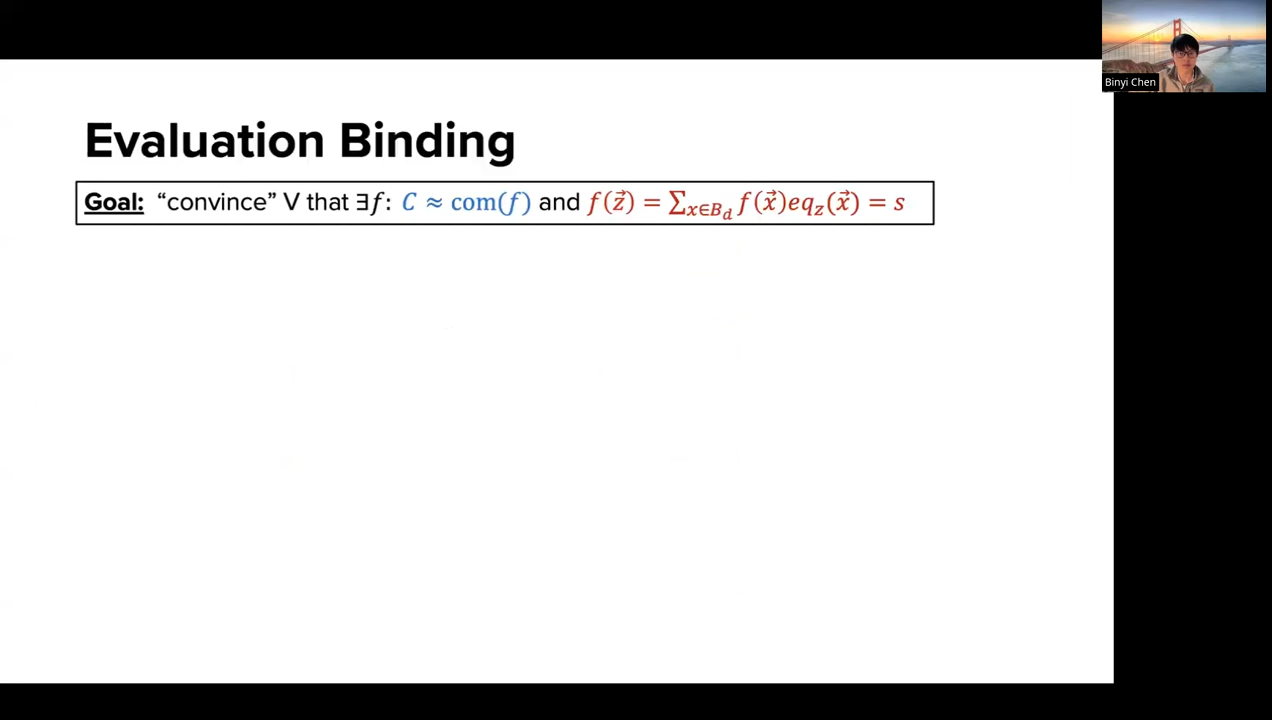 Evaluation Binding
Goal: “convince” V that ∃f: C ≈ com(f) and f(z⃗) = ∑_{x∈B_d} f(x⃗)eq_z(x⃗) = s
Binyi Chen